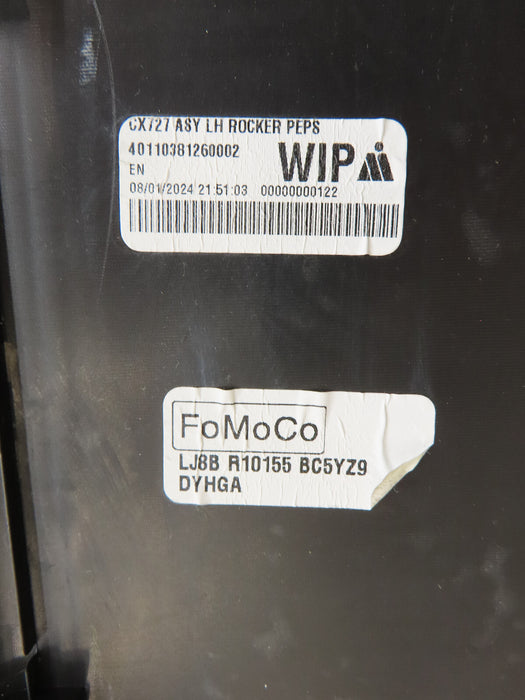 CX727 ASY LH ROCKER PEPS
40110381260002
WIP
EN
08/01/2024 21:51:03 00000000122
FoMoCo
LJ8B R10155 BC5YZ9
DYHGA